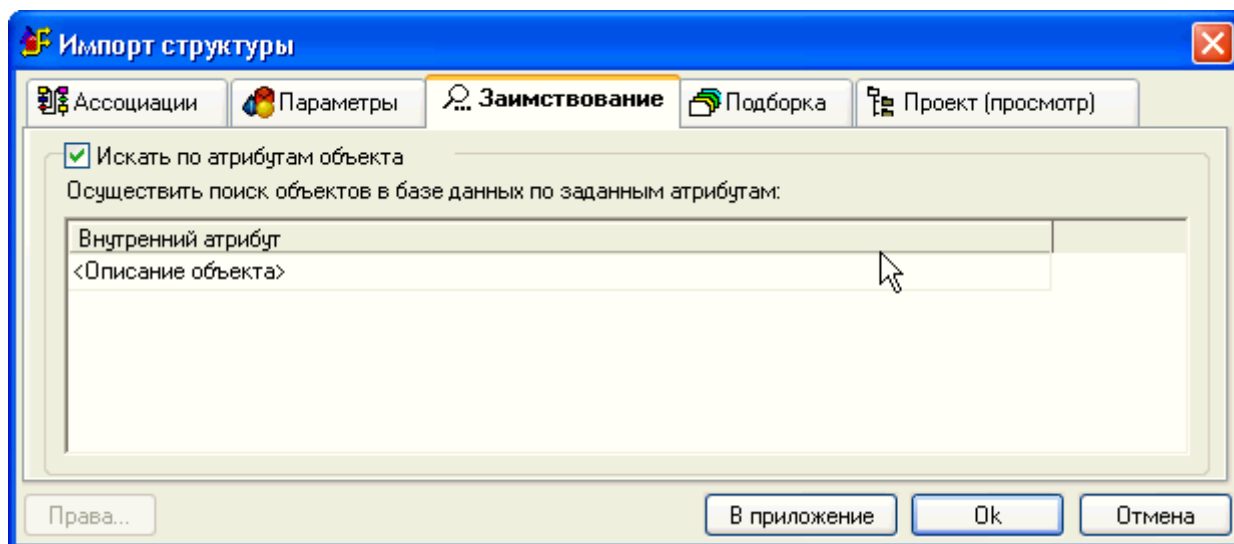 Импорт структуры
Ассоциации Параметры Заимствование Подборка Проект (просмотр)
Искать по атрибутам объекта
Осуществить поиск объектов в базе данных по заданным атрибутам:
Внутренний атрибут
<Описание объекта>
Права... В приложение Ok Отмена